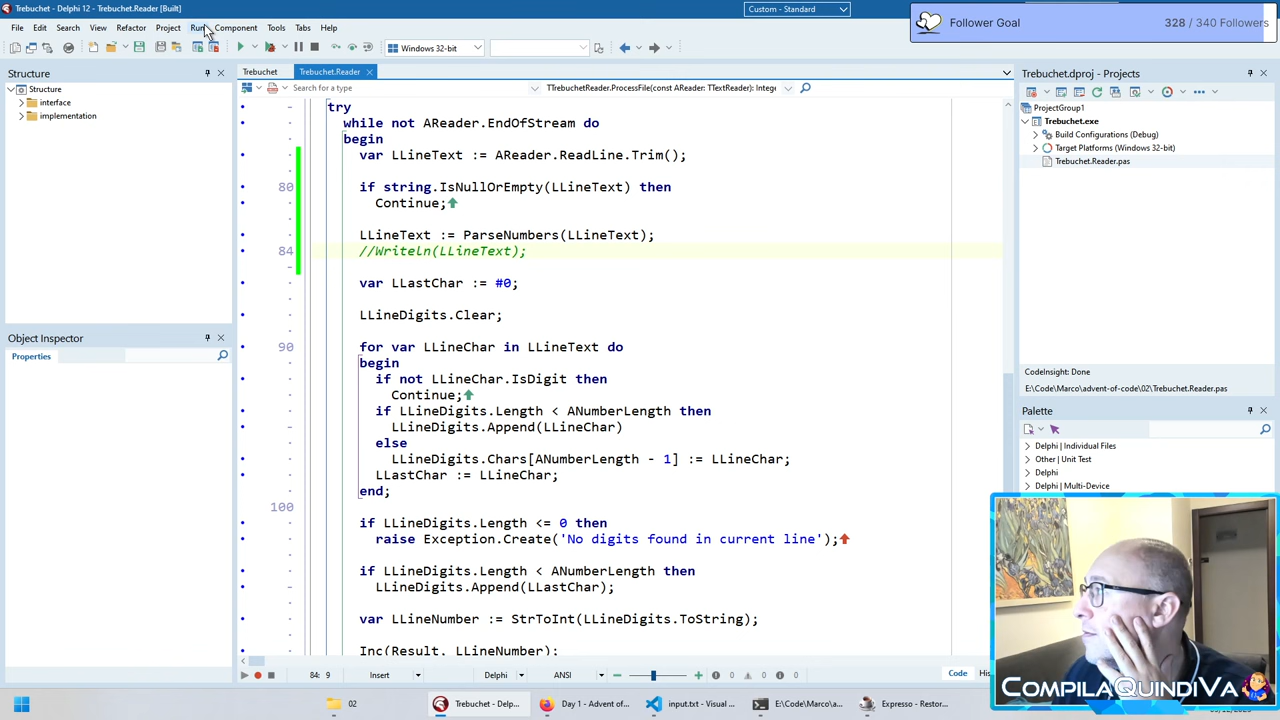 Trebuchet - Delphi 12 - Trebuchet.Reader [Built]
Custom - Standard
Follower Goal
328 / 340 Followers
File Edit Search View Refactor Project Run Component Tools Tabs Help
Windows 32-bit
Structure
Structure
interface
implementation
Object Inspector
Properties
Trebuchet
Trebuchet.Reader
Search for a type
TTrebuchetReader.ProcessFile(const AReader: TTextReader): Integ
try
while not AReader.EndOfStream do
begin
var LLineText := AReader.ReadLine.Trim();
80
if string.IsNullOrEmpty(LLineText) then
Continue;
LLineText := ParseNumbers(LLineText);
84
//Writeln(LLineText);
var LLastChar := #0;
LLineDigits.Clear;
90
for var LLineChar in LLineText do
begin
if not LLineChar.IsDigit then
Continue;
if LLineDigits.Length < ANumberLength then
LLineDigits.Append(LLineChar)
else
LLineDigits.Chars[ANumberLength - 1] := LLineChar;
LLastChar := LLineChar;
end;
100
if LLineDigits.Length <= 0 then
raise Exception.Create('No digits found in current line');
if LLineDigits.Length < ANumberLength then
LLineDigits.Append(LLastChar);
var LLineNumber := StrToInt(LLineDigits.ToString);
Inc(Result, LLineNumber);
84: 9
Insert
Delphi
ANSI
0
0
0
Code
His
Trebuchet.dproj - Projects
ProjectGroup1
Trebuchet.exe
Build Configurations (Debug)
Target Platforms (Windows 32-bit)
Trebuchet.Reader.pas
CodeInsight: Done
E:\Code\Marco\advent-of-code\02\Trebuchet.Reader.pas
Palette
Delphi | Individual Files
Other | Unit Test
Delphi
Delphi | Multi-Device
COMPILAQUINDIVA
02
Trebuchet - Delp...
Day 1 - Advent of...
input.txt - Visual ...
E:\Code\Marco\a...
Expresso - Restor...